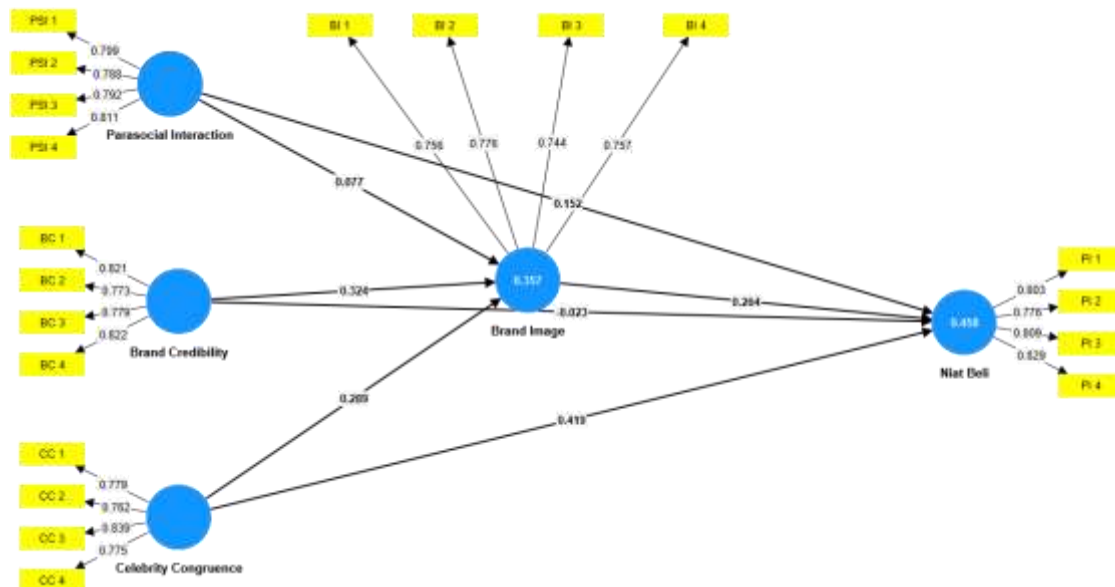 PSI 1
PSI 2
PSI 3
PSI 4
0.799
0.788
0.792
0.811
Parasocial Interaction
BI 1
BI 2
BI 3
BI 4
0.756
0.776
0.744
0.757
0.077
0.152
BC 1
BC 2
BC 3
BC 4
0.821
0.773
0.779
0.822
Brand Credibility
0.324
0.357
Brand Image
0.264
0.023
PI 1
PI 2
PI 3
PI 4
0.803
0.776
0.809
0.829
0.458
Niat Beli
0.289
0.419
CC 1
CC 2
CC 3
CC 4
0.779
0.762
0.839
0.775
Celebrity Congruence